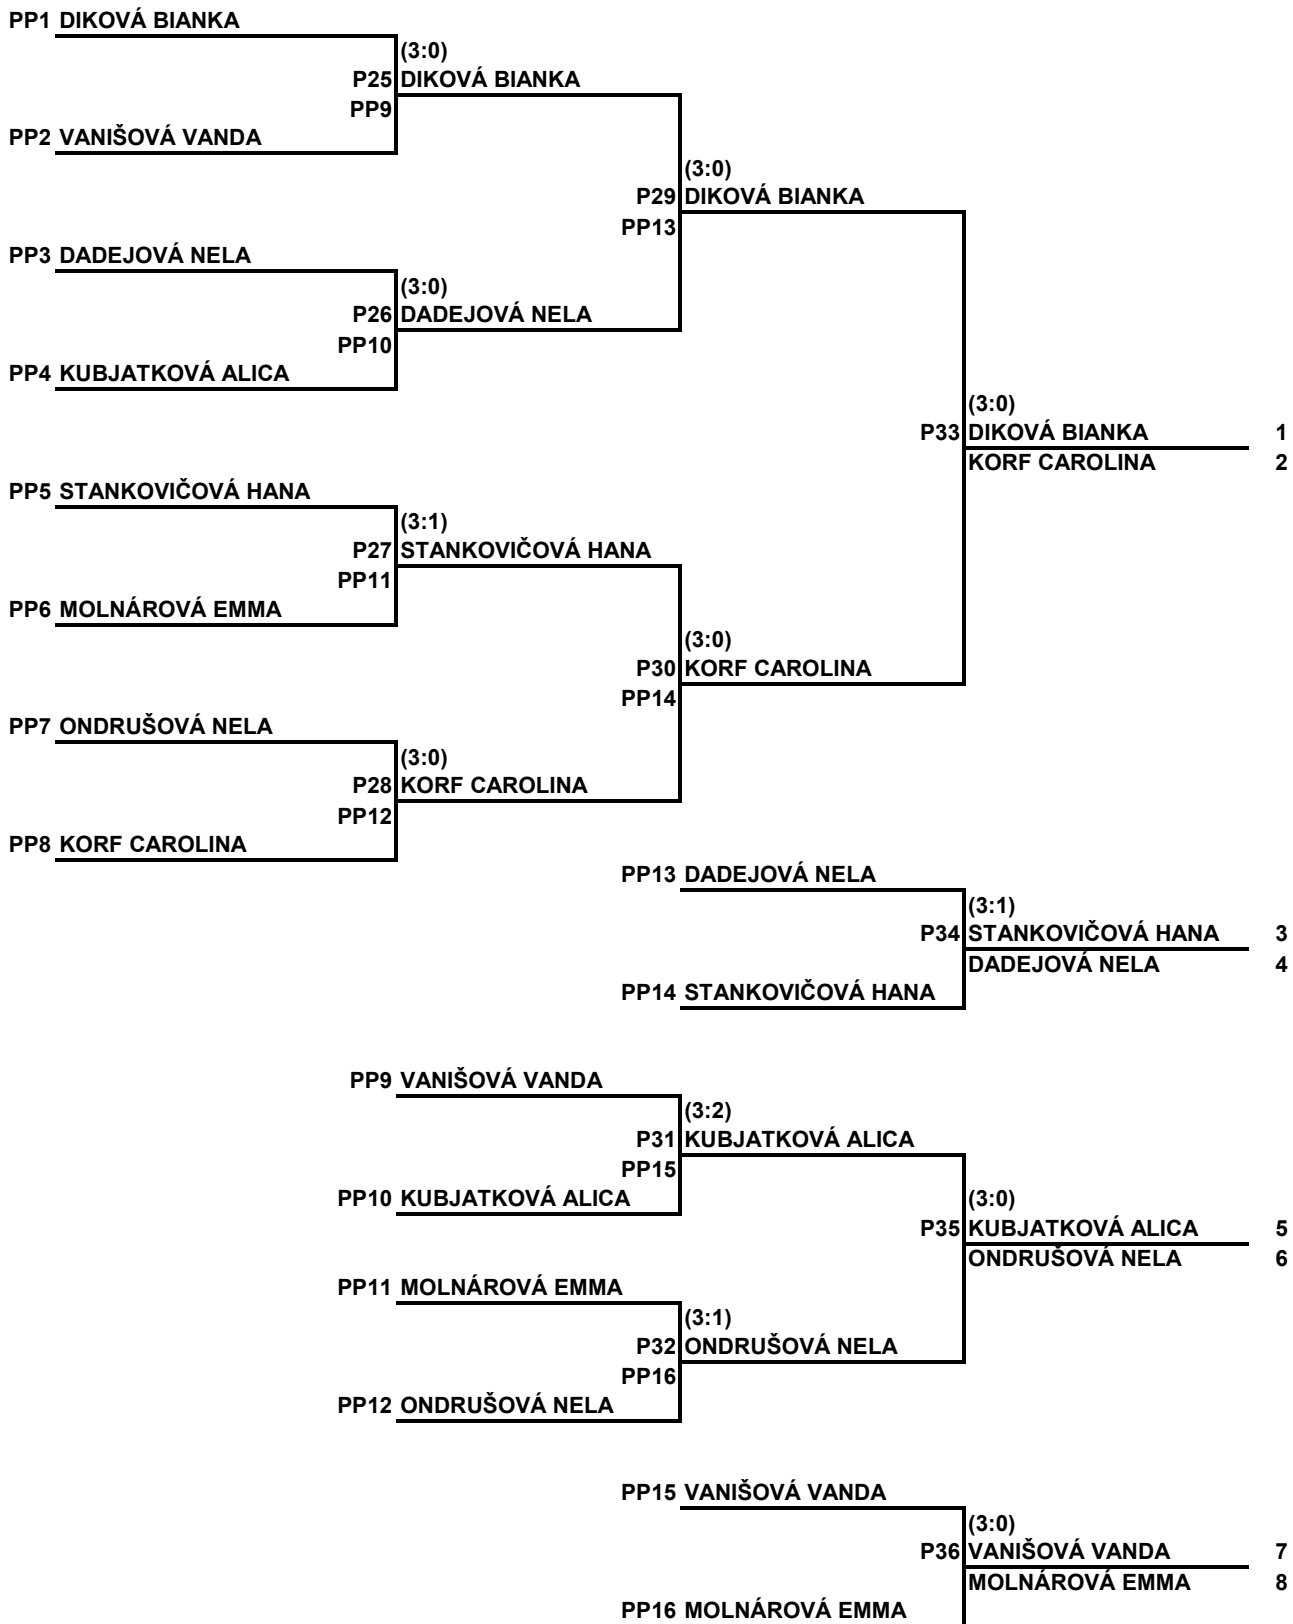 PP1 DIKOVÁ BIANKA
(3:0)
P25 DIKOVÁ BIANKA
PP9
PP2 VANIŠOVÁ VANDA
(3:0)
P29 DIKOVÁ BIANKA
PP13
PP3 DADEJOVÁ NELA
(3:0)
P26 DADEJOVÁ NELA
PP10
PP4 KUBJATKOVÁ ALICA
(3:0)
P33 DIKOVÁ BIANKA 1
KORF CAROLINA 2
PP5 STANKOVIČOVÁ HANA
(3:1)
P27 STANKOVIČOVÁ HANA
PP11
PP6 MOLNÁROVÁ EMMA
(3:0)
P30 KORF CAROLINA
PP14
PP7 ONDRUŠOVÁ NELA
(3:0)
P28 KORF CAROLINA
PP12
PP8 KORF CAROLINA
PP13 DADEJOVÁ NELA
(3:1)
P34 STANKOVIČOVÁ HANA 3
DADEJOVÁ NELA 4
PP14 STANKOVIČOVÁ HANA
PP9 VANIŠOVÁ VANDA
(3:2)
P31 KUBJATKOVÁ ALICA
PP15
PP10 KUBJATKOVÁ ALICA
(3:0)
P35 KUBJATKOVÁ ALICA 5
ONDRUŠOVÁ NELA 6
PP11 MOLNÁROVÁ EMMA
(3:1)
P32 ONDRUŠOVÁ NELA
PP16
PP12 ONDRUŠOVÁ NELA
PP15 VANIŠOVÁ VANDA
(3:0)
P36 VANIŠOVÁ VANDA 7
MOLNÁROVÁ EMMA 8
PP16 MOLNÁROVÁ EMMA